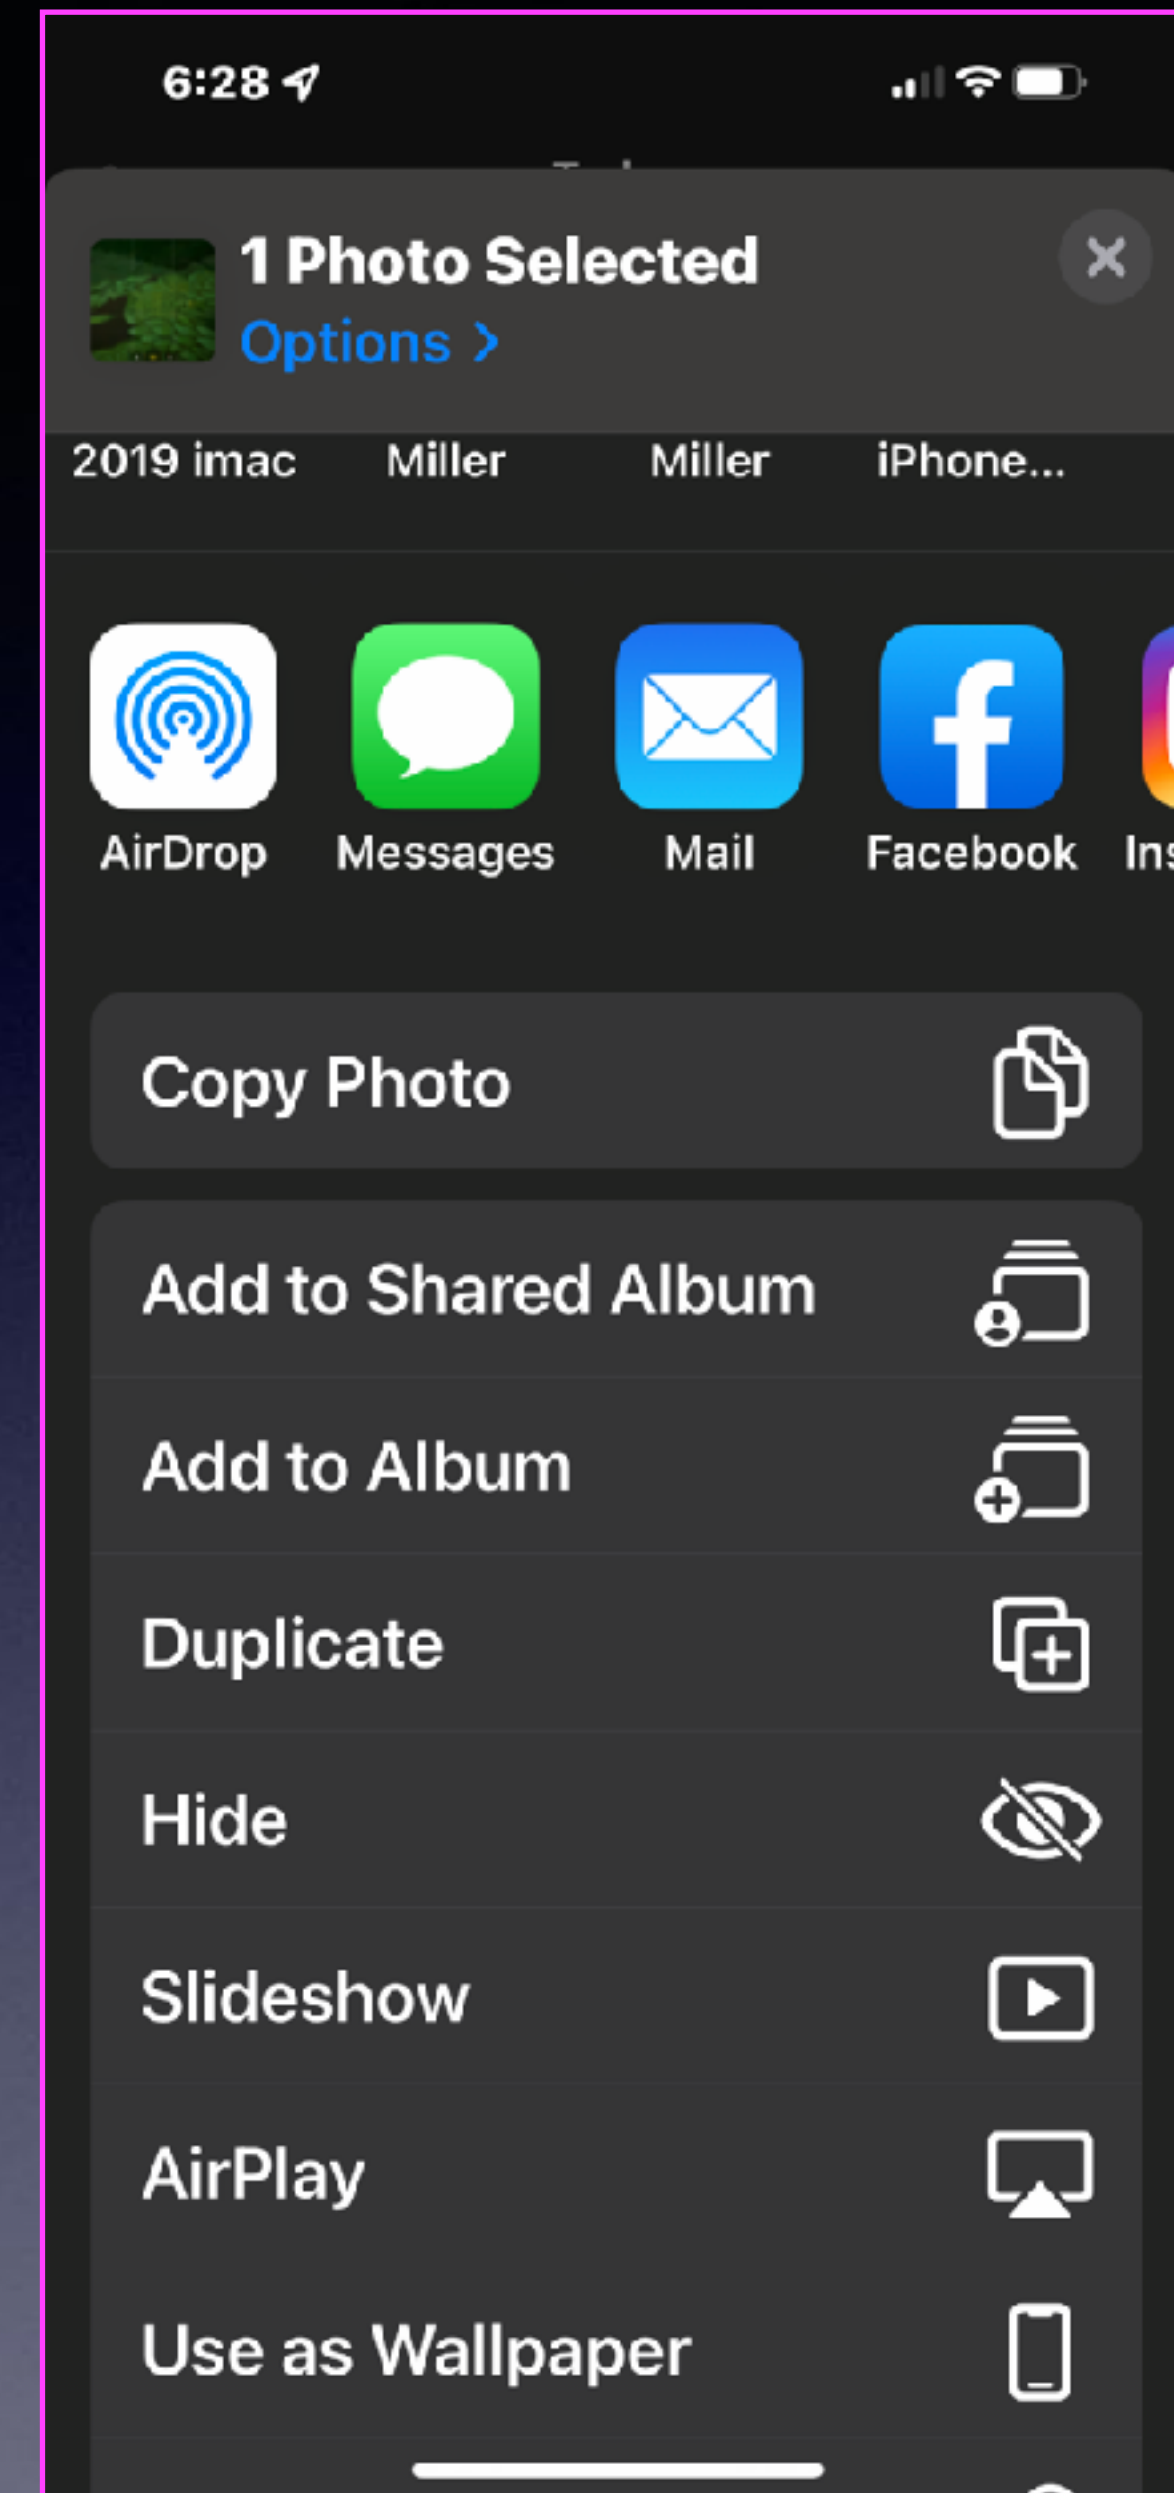 6:28
1 Photo Selected
Options >
2019 imac Miller Miller iPhone...
AirDrop Messages Mail Facebook Ins
Copy Photo
Add to Shared Album
Add to Album
Duplicate
Hide
Slideshow
AirPlay
Use as Wallpaper